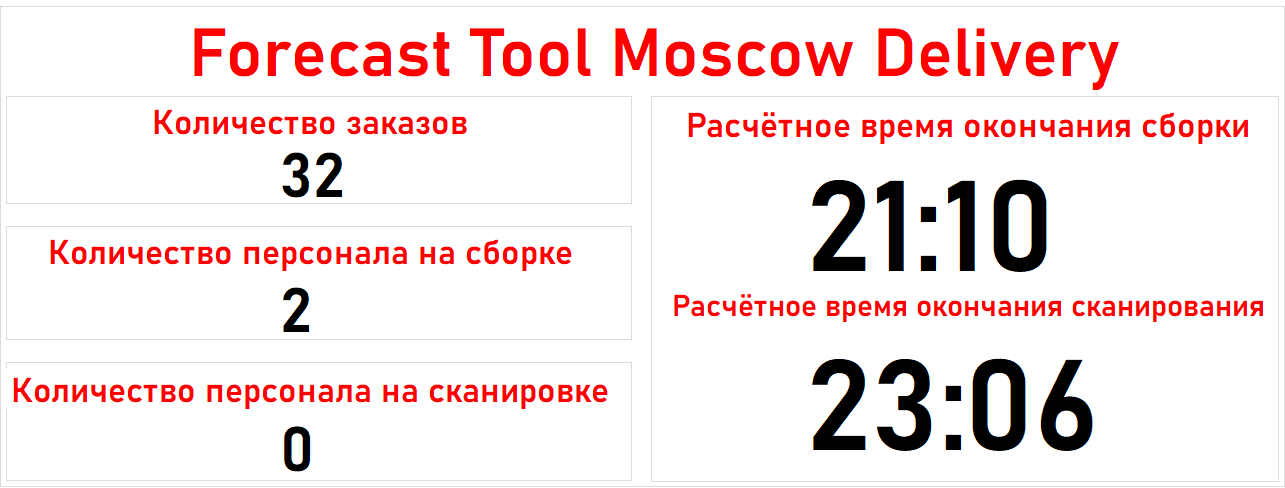 Forecast Tool Moscow Delivery
Количество заказов
32
Количество персонала на сборке
2
Количество персонала на сканировке
0
Расчётное время окончания сборки
21:10
Расчётное время окончания сканирования
23:06